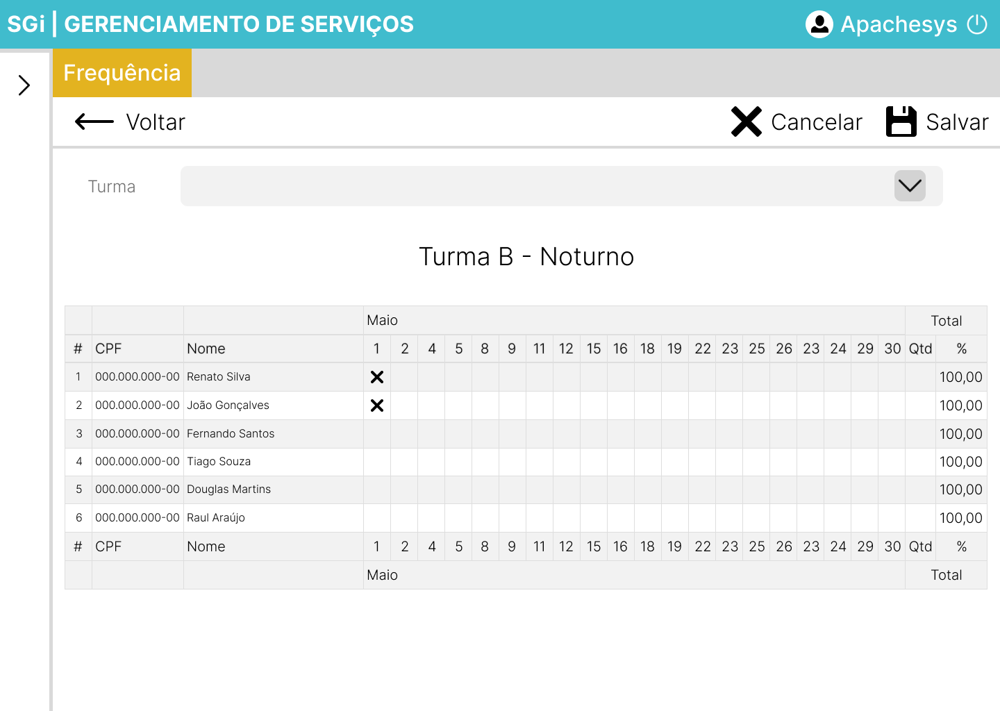 SGi | GERENCIAMENTO DE SERVIÇOS Apachesys
Frequência
Voltar Cancelar Salvar
Turma
Turma B - Noturno
Maio Total
# CPF Nome 1 2 4 5 8 9 11 12 15 16 18 19 22 23 25 26 23 24 29 30 Qtd %
1 000.000.000-00 Renato Silva 100,00
2 000.000.000-00 João Gonçalves 100,00
3 000.000.000-00 Fernando Santos 100,00
4 000.000.000-00 Tiago Souza 100,00
5 000.000.000-00 Douglas Martins 100,00
6 000.000.000-00 Raul Araújo 100,00
# CPF Nome 1 2 4 5 8 9 11 12 15 16 18 19 22 23 25 26 23 24 29 30 Qtd %
Maio Total